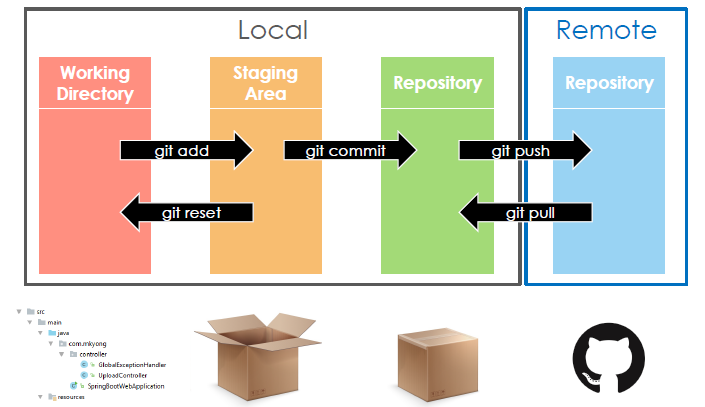 Local
Remote
Working
Directory
Staging
Area
Repository
Repository
git add
git commit
git push
git reset
git pull
src
main
java
com.mkyong
controller
GlobalExceptionHandler
UploadController
SpringBootWebApplication
resources